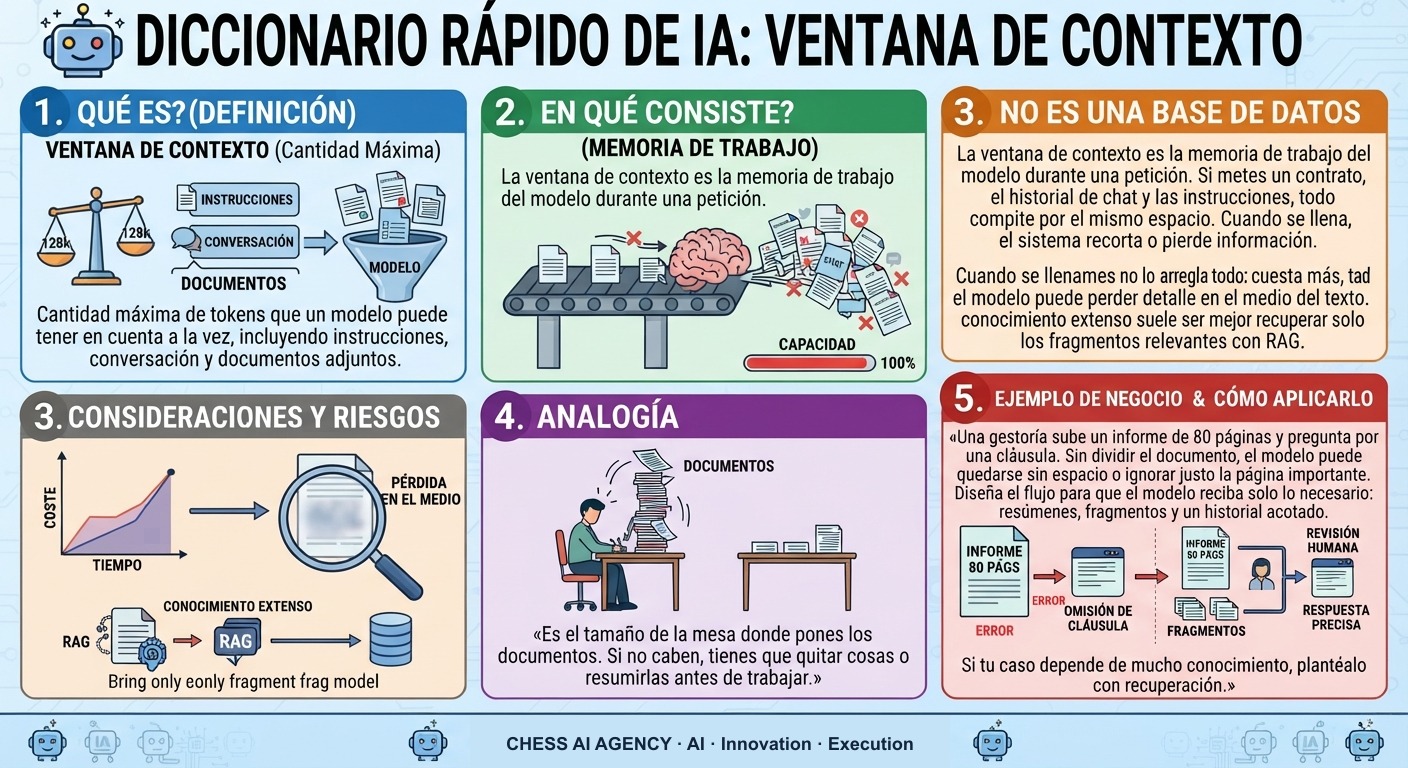 DICCIONARIO RÁPIDO DE IA: VENTANA DE CONTEXTO
1. QUÉ ES? (DEFINICIÓN)
VENTANA DE CONTEXTO (Cantidad Máxima)
128k
128k
INSTRUCCIONES
CONVERSACIÓN
DOCUMENTOS
MODELO
Cantidad máxima de tokens que un modelo puede
tener en cuenta a la vez, incluyendo instrucciones,
conversación y documentos adjuntos.
2. EN QUÉ CONSISTE?
(MEMORIA DE TRABAJO)
La ventana de contexto es la memoria de trabajo
del modelo durante una petición.
CAPACIDAD
100%
3. NO ES UNA BASE DE DATOS
La ventana de contexto es la memoria de trabajo del
modelo durante una petición. Si metes un contrato,
el historial de chat y las instrucciones, todo
compite por el mismo espacio. Cuando se llena,
el sistema recorta o pierde información.
Cuando se llenames no lo arregla todo: cuesta más, tad
el modelo puede perder detalle en el medio del texto.
conocimiento extenso suele ser mejor recuperar solo
los fragmentos relevantes con RAG.
3. CONSIDERACIONES Y RIESGOS
COSTE
TIEMPO
PÉRDIDA
EN EL MEDIO
CONOCIMIENTO EXTENSO
RAG
RAG
Bring only eonly fragment frag model
4. ANALOGÍA
DOCUMENTOS
«Es el tamaño de la mesa donde pones los
documentos. Si no caben, tienes que quitar cosas o
resumirlas antes de trabajar.»
5. EJEMPLO DE NEGOCIO & CÓMO APLICARLO
«Una gestoría sube un informe de 80 páginas y pregunta por
una cláusula. Sin dividir el documento, el modelo puede
quedarse sin espacio o ignorar justo la página importante.
Diseña el flujo para que el modelo reciba solo lo necesario:
resúmenes, fragmentos y un historial acotado.
INFORME
80 PÁGS
ERROR
ERROR
OMISIÓN DE
CLÁUSULA
INFORME
80 PÁGS
FRAGMENTOS
REVISIÓN
HUMANA
RESPUESTA
PRECISA
Si tu caso depende de mucho conocimiento, plantéalo
con recuperación.»
IA
CHESS AI AGENCY · AI · Innovation · Execution
IA